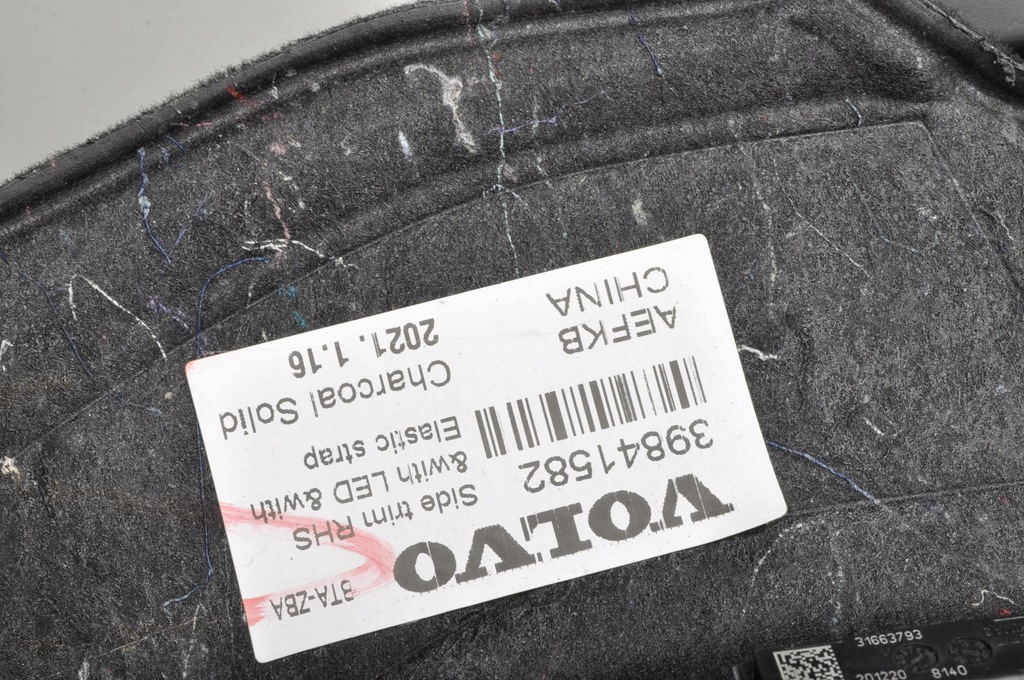 VOLVO
BTA-ZBA
39841582
Side trim RHS
&with LED &with
Elastic strap
AEFKB
CHINA
Charcoal Solid
2021. 1.16
31663793
201220 8140